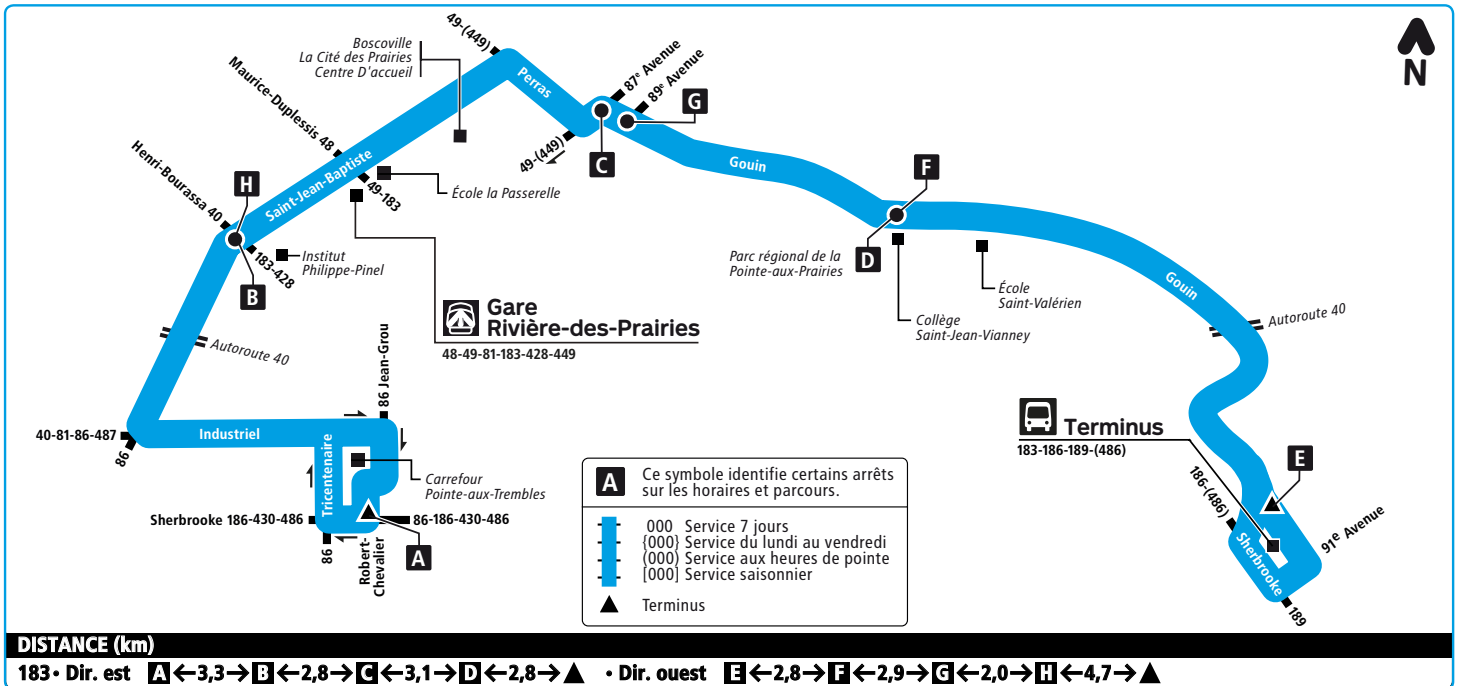 49-(449)
Boscoville
La Cité des Prairies
Centre D'accueil
N
87e Avenue
89e Avenue
G
Perras
Maurice-Duplessis 48
49-(449)
C
Gouin
F
Henri-Bourassa 40
H
Saint-Jean-Baptiste
49-183
École la Passerelle
183-428
Institut
Philippe-Pinel
B
Parc régional de la
Pointe-aux-Prairies
D
École
Saint-Valérien
Gouin
Collège
Saint-Jean-Vianney
Autoroute 40
Gare
Rivière-des-Prairies
48-49-81-183-428-449
Autoroute 40
86 Jean-Grou
40-81-86-487
86
Industriel
Tricentenaire
Carrefour
Pointe-aux-Trembles
Sherbrooke 186-430-486
86-186-430-486
86
Robert-
Chevalier
A
Terminus
183-186-189-(486)
E
186-(486)
91e Avenue
Sherbrooke
189
A
Ce symbole identifie certains arrêts
sur les horaires et parcours.
000 Service 7 jours
{000} Service du lundi au vendredi
(000) Service aux heures de pointe
[000] Service saisonnier
Terminus
DISTANCE (km)
183 • Dir. est A ←3,3→ B ←2,8→ C ←3,1→ D ←2,8→ ▲ • Dir. ouest E ←2,8→ F ←2,9→ G ←2,0→ H ←4,7→ ▲